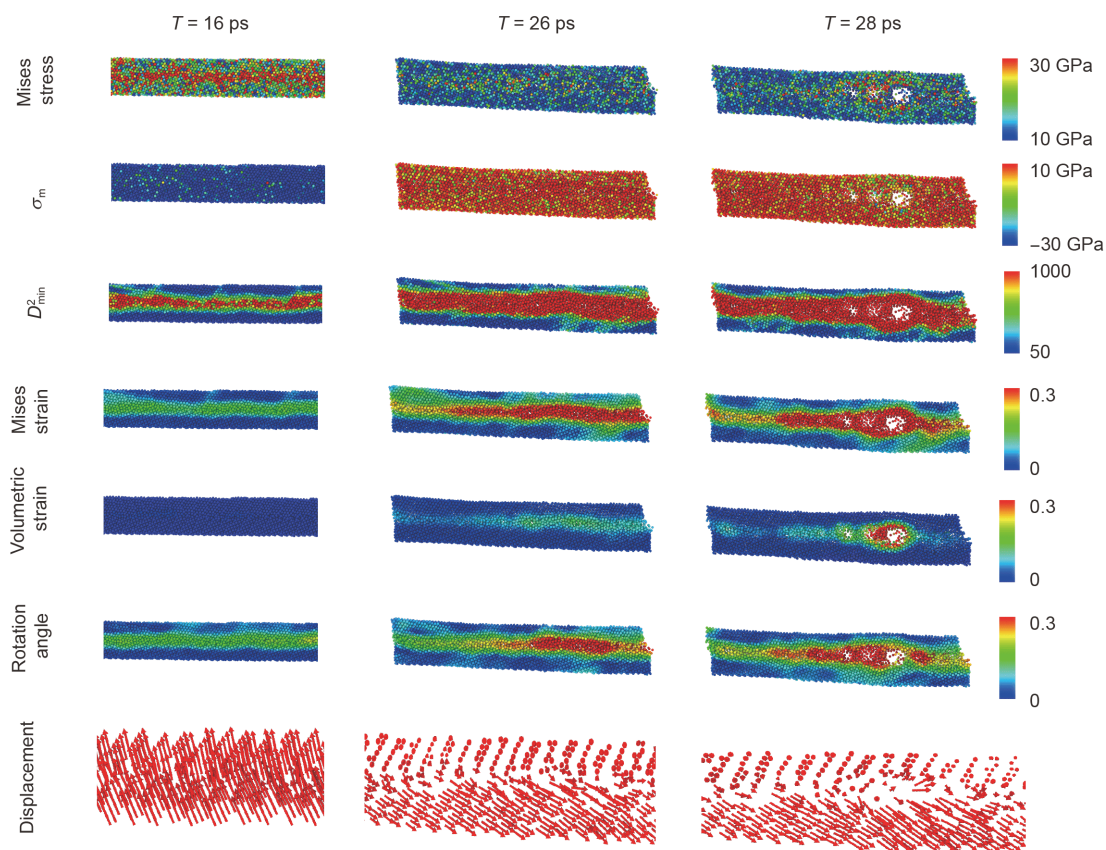 T = 16 ps
T = 26 ps
T = 28 ps
Mises
stress
30 GPa
10 GPa
σm
10 GPa
−30 GPa
D²min
1000
50
Mises
strain
0.3
0
Volumetric
strain
0.3
0
Rotation
angle
0.3
0
Displacement